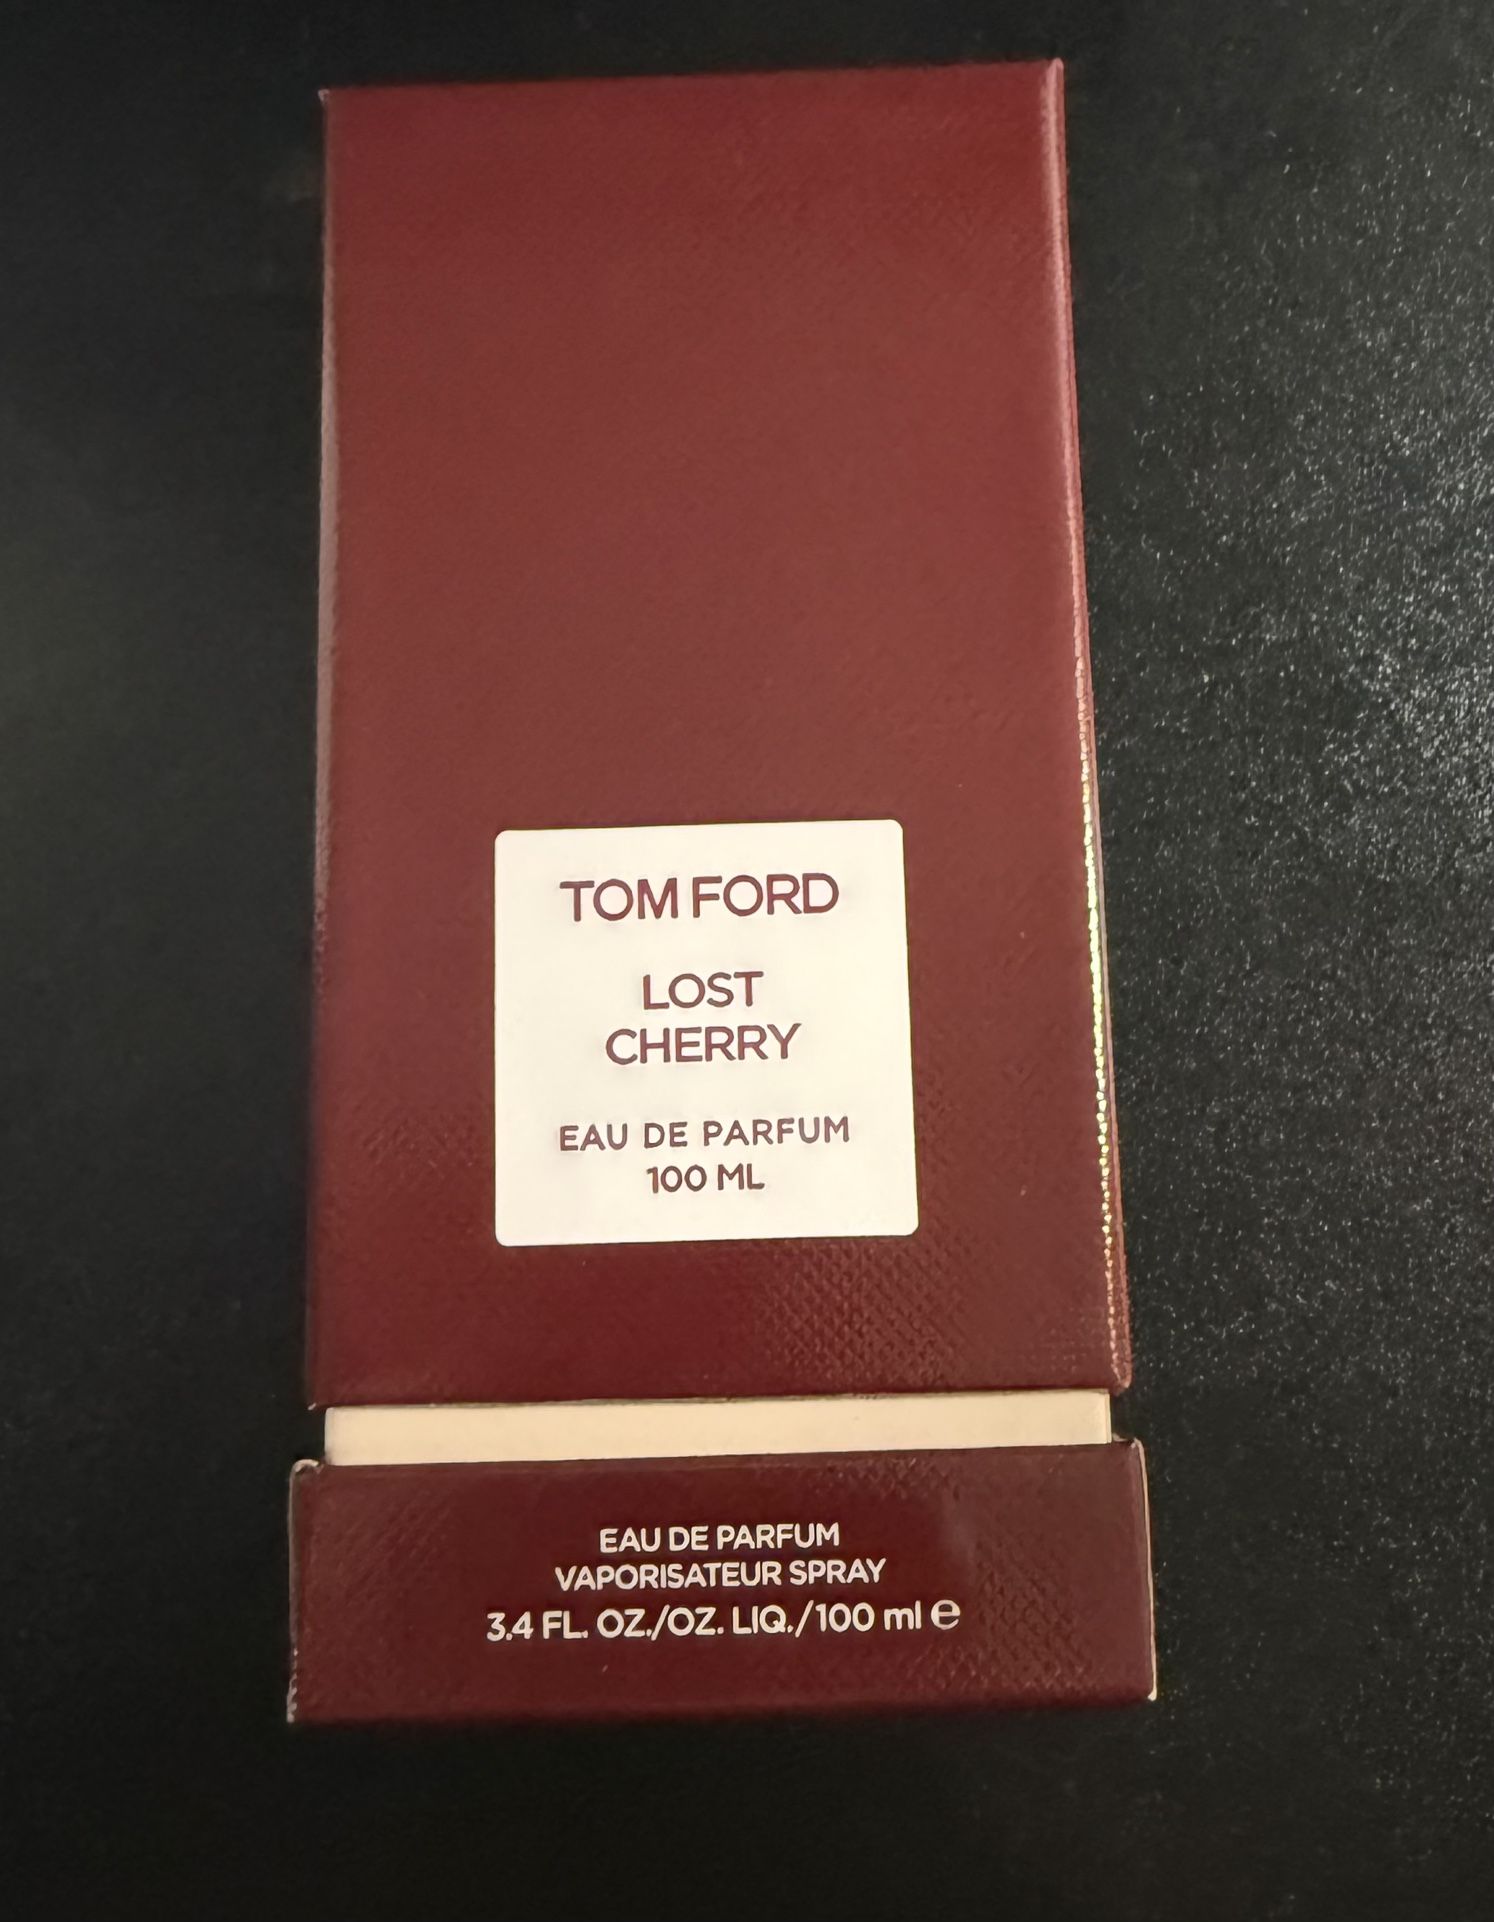 TOM FORD
LOST
CHERRY
EAU DE PARFUM
100 ML
EAU DE PARFUM
VAPORISATEUR SPRAY
3.4 FL. OZ./OZ. LIQ./100 ml ℮